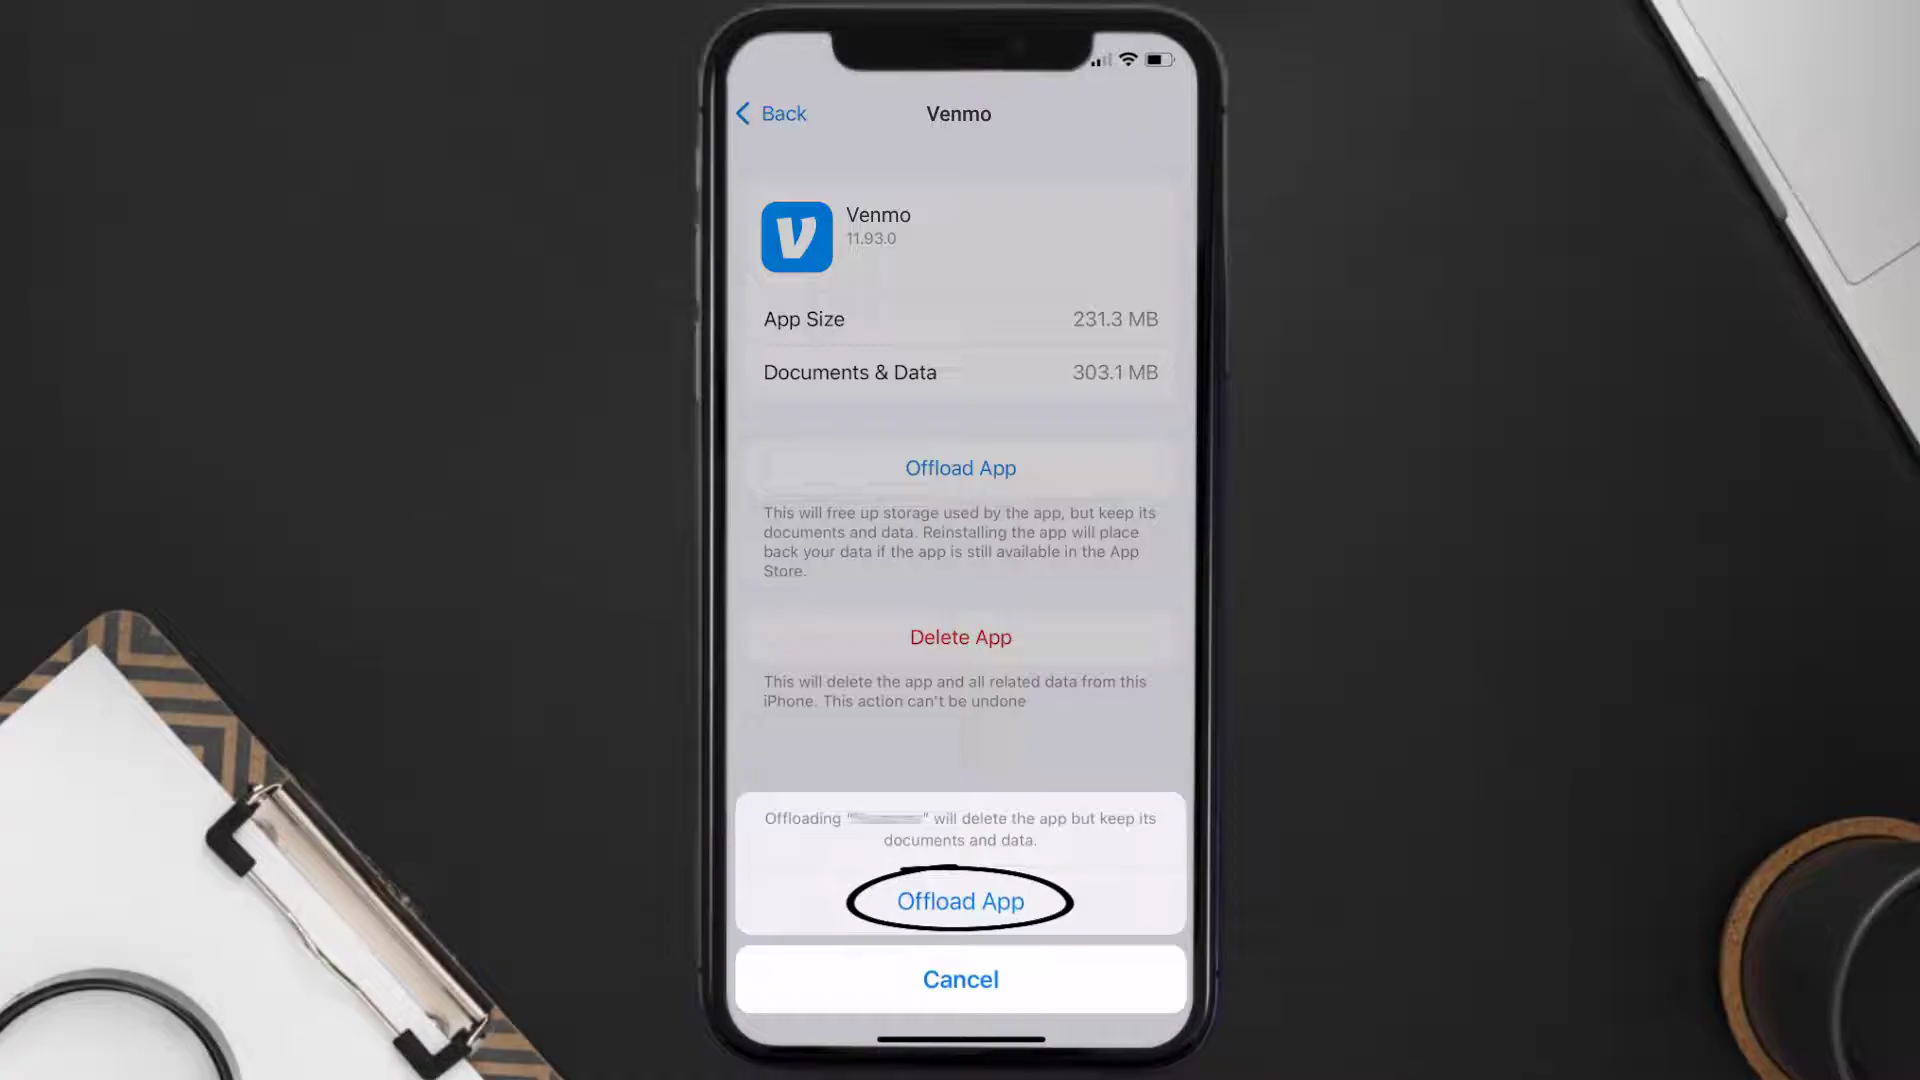 Back
Venmo
Venmo
11.93.0
App Size
231.3 MB
Documents & Data
303.1 MB
Offload App
This will free up storage used by the app, but keep its
documents and data. Reinstalling the app will place
back your data if the app is still available in the App
Store.
Delete App
This will delete the app and all related data from this
iPhone. This action can't be undone
Offloading "" will delete the app but keep its
documents and data.
Offload App
Cancel